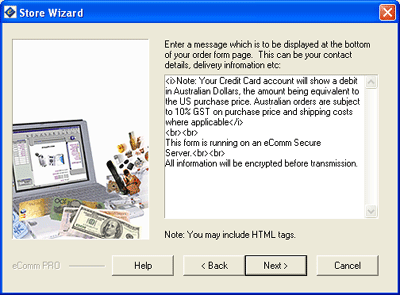 Store Wizard
Enter a message which is to be displayed at the bottom
of your order form page. This can be your contact
details, delivery infromation etc:
<i>Note: Your Credit Card account will show a debit
in Australian Dollars, the amount being equivalent to
the US purchase price. Australian orders are subject
to 10% GST on purchase price and shipping costs
where applicable</i>
<br><br>
This form is running on an eComm Secure
Server.<br><br>
All information will be encrypted before transmission.
Note: You may include HTML tags.
eComm PRO
Help
< Back
Next >
Cancel